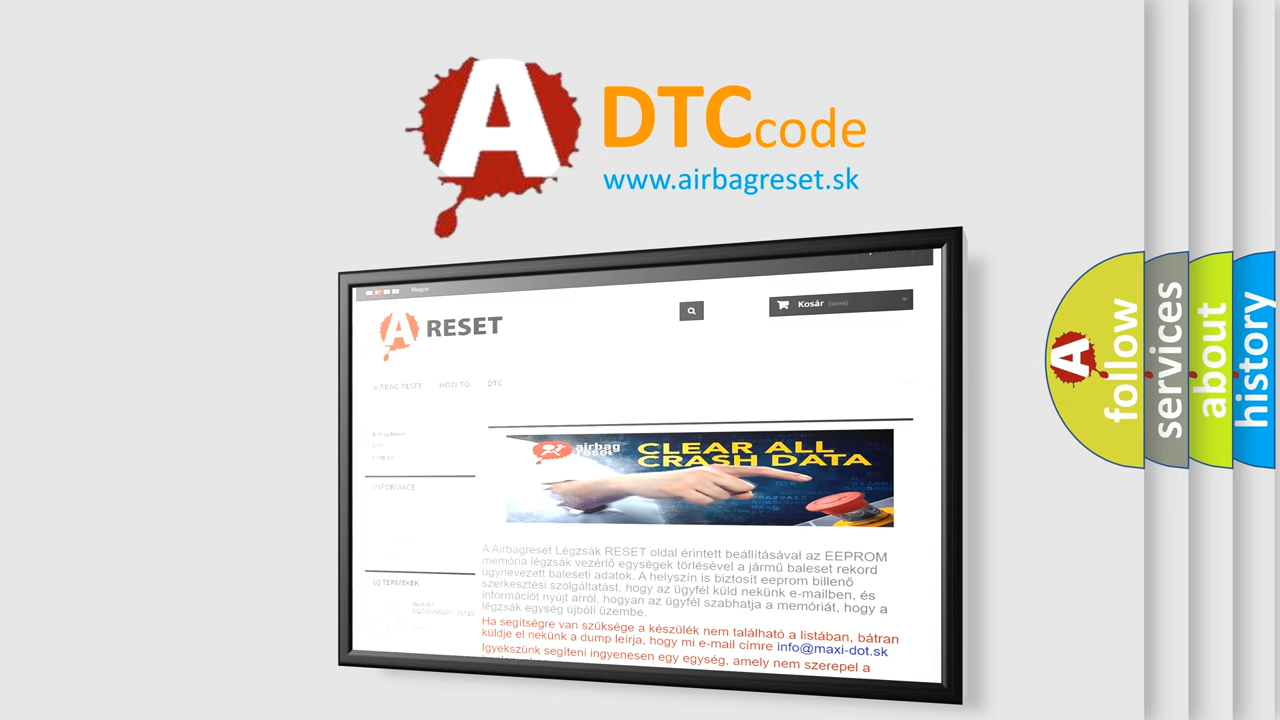 A
DTCcode
www.airbagreset.sk
Magyar
A RESET
Kosár (üres)
AIRBAG RESET HOW TO DTC
INFORMACE
airbag
reset
CLEAR ALL
CRASH DATA
A Airbagreset Légzsák RESET oldal érintett beállításával az EEPROM
memória légzsák vezérlő egységek törlésével a jármű baleset rekord
úgynevezett baleseti adatok. A helyszín is biztosít eeprom billenő
szerkesztési szolgáltatást, hogy az ügyfél küld nekünk e-mailben, és
információt nyújt arról, hogyan az ügyfél szabhatja a memóriát, hogy a
légzsák egység újbóli üzembe.
Ha segítségre van szüksége a készülék nem található a listában, bátran
küldje el nekünk a dump leírja, hogy mi e-mail címre info@maxi-dot.sk
Igyekszünk segíteni ingyenesen egy egység, amely nem szerepel a
ÚJ TERMÉKEK
A
follow
services
about
history